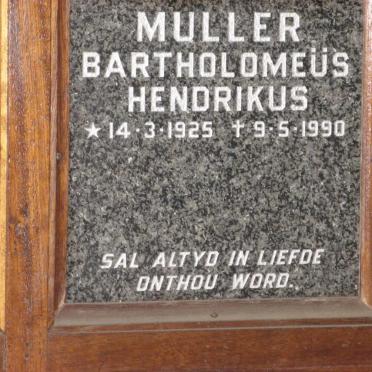 MULLER
BARTHOLOMEÜS
HENDRIKUS
★ 14·3·1925 ✝ 9·5·1990
SAL ALTYD IN LIEFDE
ONTHOU WORD.